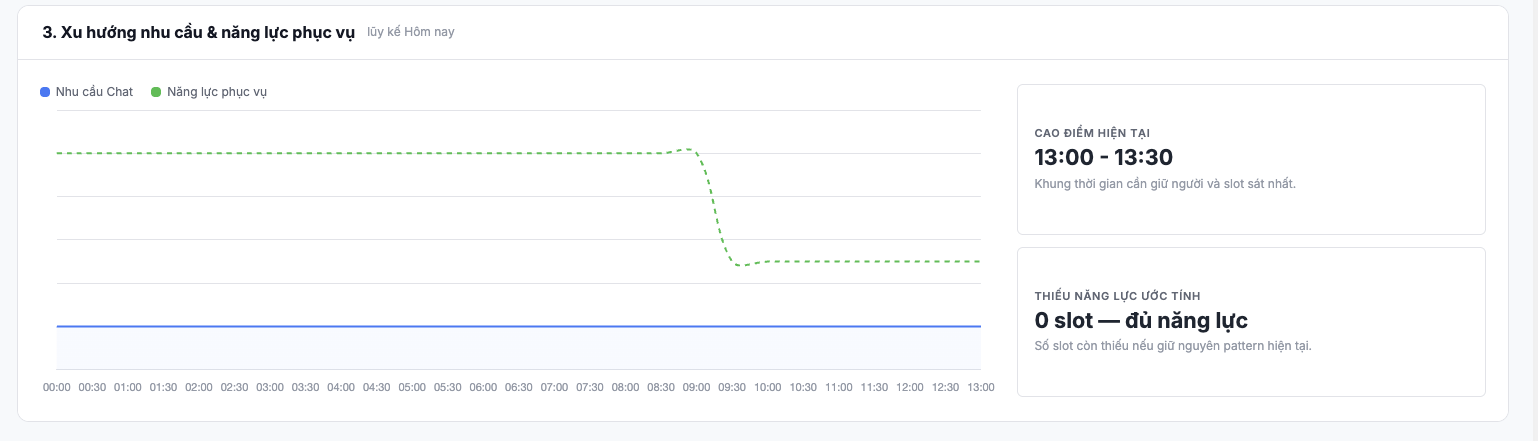 3. Xu hướng nhu cầu & năng lực phục vụ lũy kế Hôm nay
Nhu cầu Chat Năng lực phục vụ
00:00 00:30 01:00 01:30 02:00 02:30 03:00 03:30 04:00 04:30 05:00 05:30 06:00 06:30 07:00 07:30 08:00 08:30 09:00 09:30 10:00 10:30 11:00 11:30 12:00 12:30 13:00
CAO ĐIỂM HIỆN TẠI
13:00 - 13:30
Khung thời gian cần giữ người và slot sát nhất.
THIẾU NĂNG LỰC ƯỚC TÍNH
0 slot — đủ năng lực
Số slot còn thiếu nếu giữ nguyên pattern hiện tại.